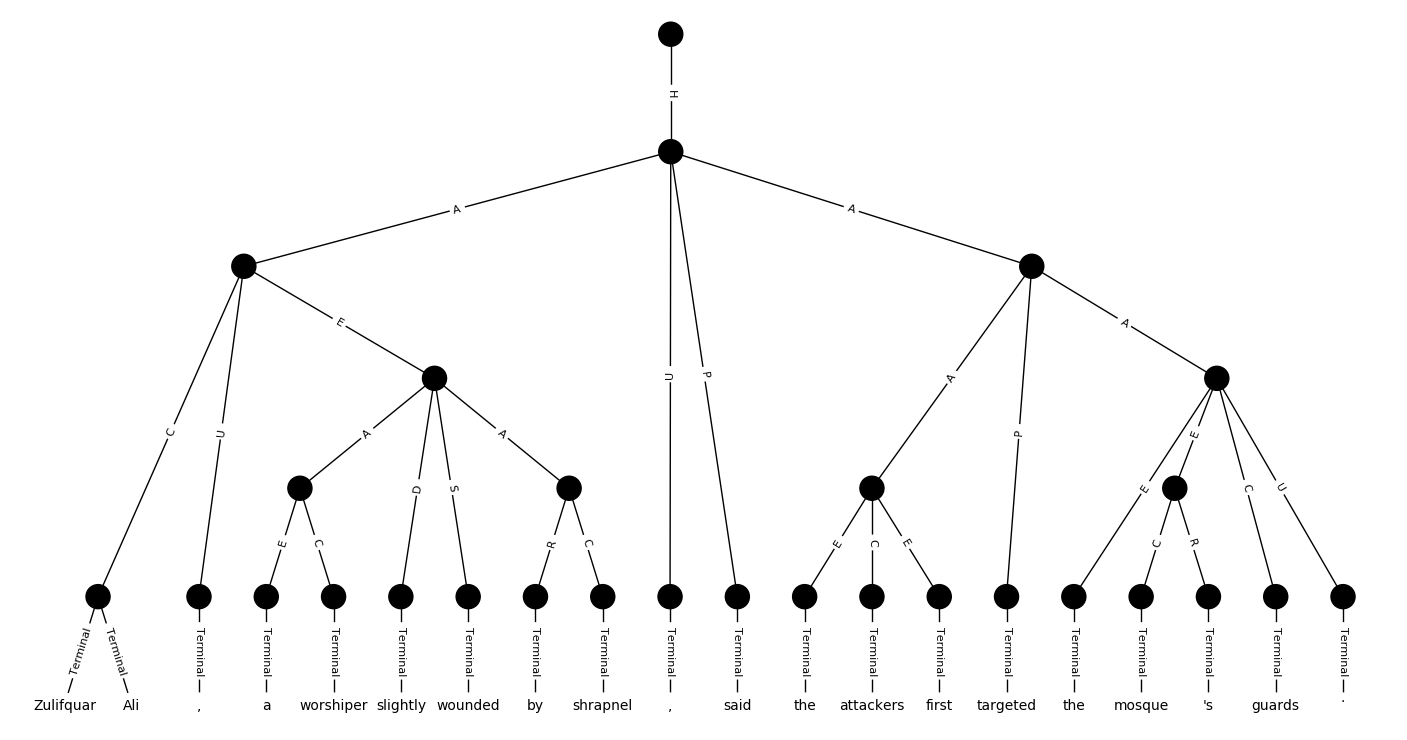 H
A A
E A
C U U P A P
A D S A E E C U
E C R C E C E C R
Terminal Terminal Terminal Terminal Terminal Terminal Terminal Terminal Terminal Terminal Terminal Terminal Terminal Terminal Terminal Terminal Terminal Terminal Terminal Terminal
Zulifquar Ali , a worshiper slightly wounded by shrapnel , said the attackers first targeted the mosque 's guards .